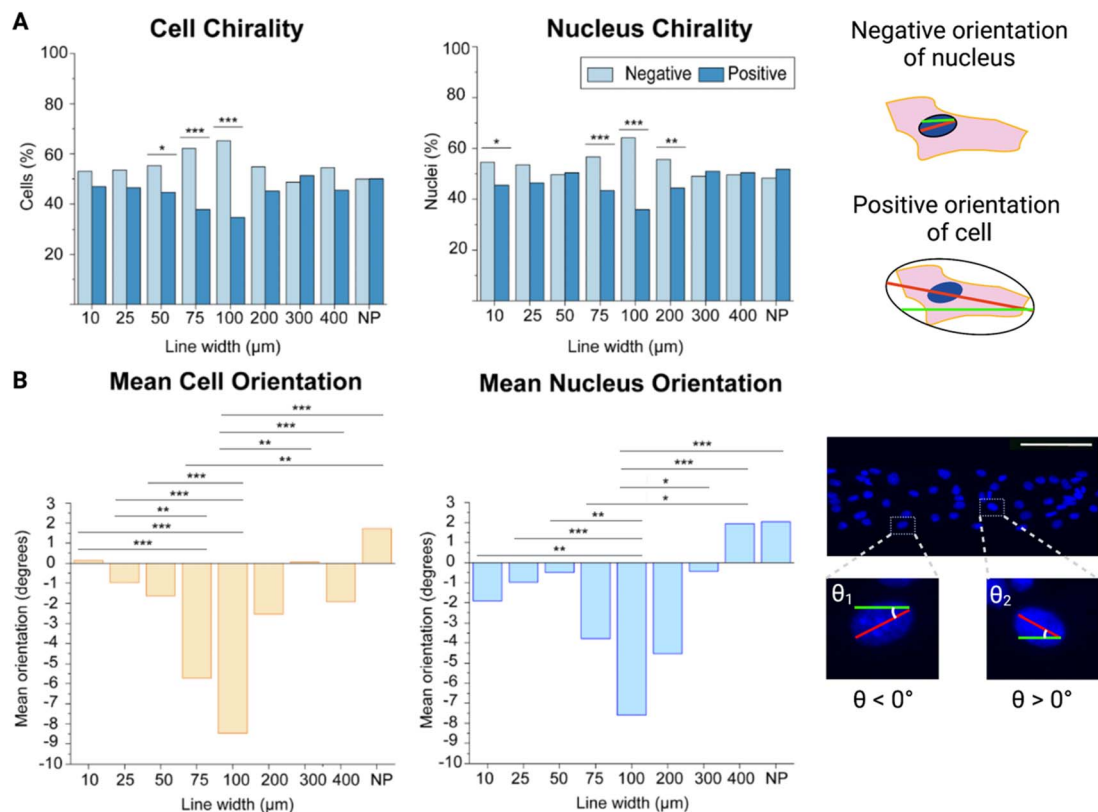 A
Cell Chirality
100
80
60
40
20
Cells (%)
*
***
***
10 25 50 75 100 200 300 400 NP
Line width (µm)
Nucleus Chirality
100
80
60
40
20
Nuclei (%)
Negative Positive
*
***
***
**
10 25 50 75 100 200 300 400 NP
Line width (µm)
Negative orientation
of nucleus
Positive orientation
of cell
B
Mean Cell Orientation
***
***
**
**
***
***
**
***
***
3
2
1
0
-1
-2
-3
-4
-5
-6
-7
-8
-9
-10
Mean orientation (degrees)
10 25 50 75 100 200 300 400 NP
Line width (µm)
Mean Nucleus Orientation
***
***
*
*
**
***
**
3
2
1
0
-1
-2
-3
-4
-5
-6
-7
-8
-9
-10
Mean orientation (degrees)
10 25 50 75 100 200 300 400 NP
Line width (µm)
θ1
θ2
θ < 0°
θ > 0°